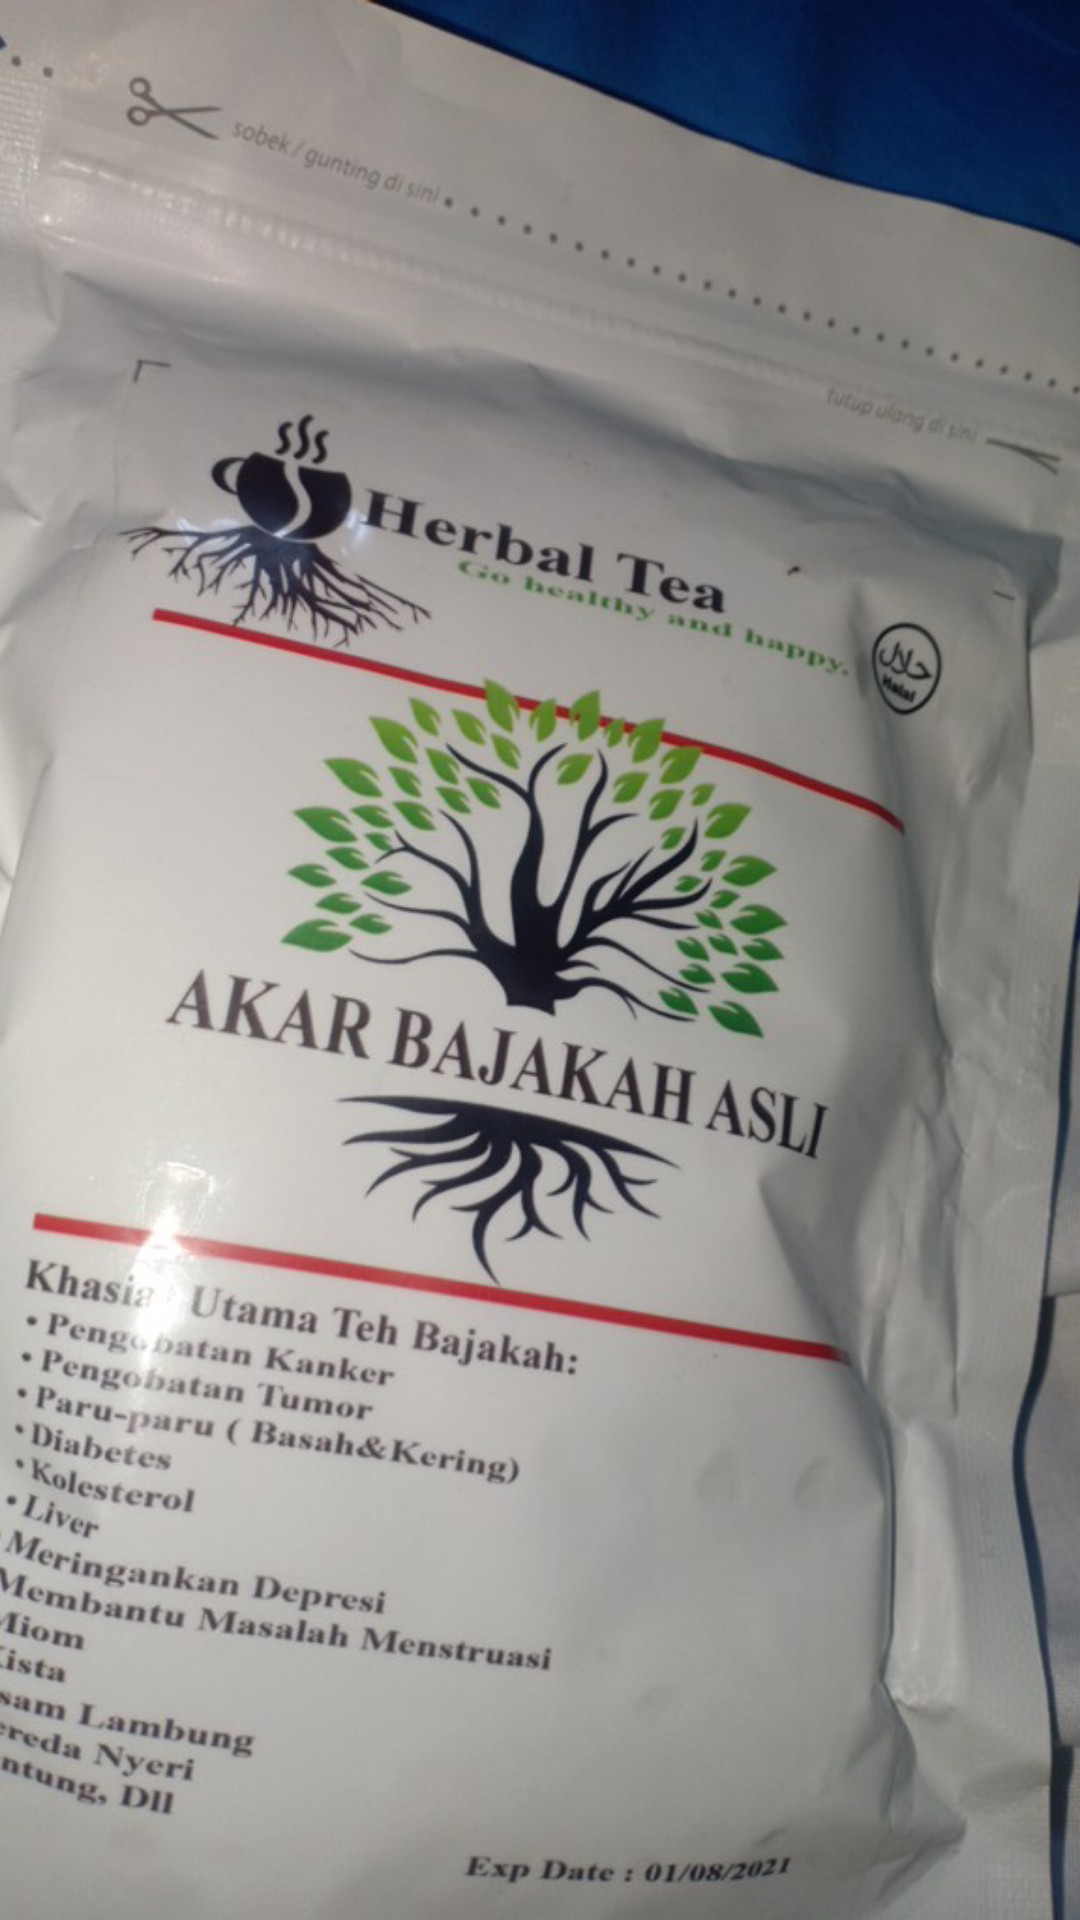 sobek / gunting di sini
tutup ulang di sini
Herbal Tea
Go healthy and happy.
حلال
Halal
AKAR BAJAKAH ASLI
Utama Teh Bajakah:
• Pengobatan Kanker
• Pengobatan Tumor
• Paru-paru ( Basah&Kering)
• Diabetes
• Kolesterol
• Liver
Meringankan Depresi
Membantu Masalah Menstruasi
Miom
Lambung
Nyeri
Dll
Exp Date : 01/08/2021